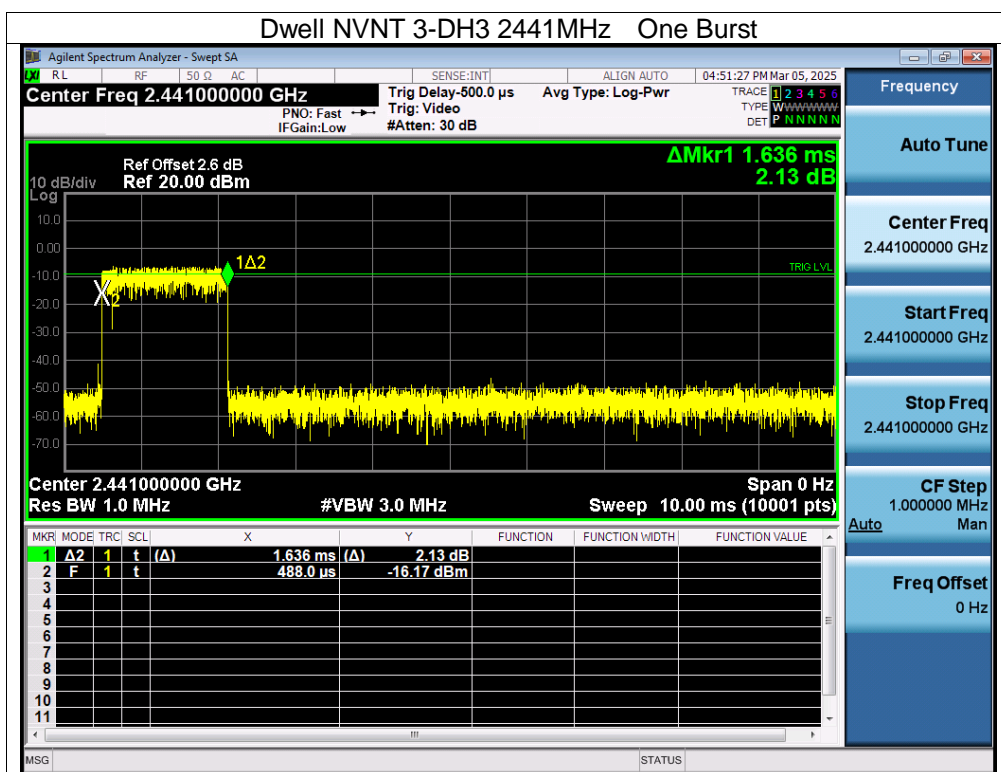 Dwell NVNT 3-DH3 2441MHz One Burst
Agilent Spectrum Analyzer - Swept SA
LXI RL RF 50 Ω AC SENSE:INT ALIGN AUTO 04:51:27 PM Mar 05, 2025
Center Freq 2.441000000 GHz Trig Delay-500.0 µs Avg Type: Log-Pwr TRACE 1 2 3 4 5 6
PNO: Fast Trig: Video TYPE WWWWWW
IFGain:Low #Atten: 30 dB DET P NNNNN
Frequency
Auto Tune
Center Freq
2.441000000 GHz
Start Freq
2.441000000 GHz
Stop Freq
2.441000000 GHz
CF Step
1.000000 MHz
Auto Man
Freq Offset
0 Hz
ΔMkr1 1.636 ms
2.13 dB
Ref Offset 2.6 dB
10 dB/div Ref 20.00 dBm
Log
10.0
0.00
-10.0
-20.0
-30.0
-40.0
-50.0
-60.0
-70.0
1Δ2
TRIG LVL
X2
Center 2.441000000 GHz Span 0 Hz
Res BW 1.0 MHz #VBW 3.0 MHz Sweep 10.00 ms (10001 pts)
MKR MODE TRC SCL X Y FUNCTION FUNCTION WIDTH FUNCTION VALUE
1 Δ2 1 t (Δ) 1.636 ms (Δ) 2.13 dB
2 F 1 t 488.0 µs -16.17 dBm
3
4
5
6
7
8
9
10
11
MSG STATUS